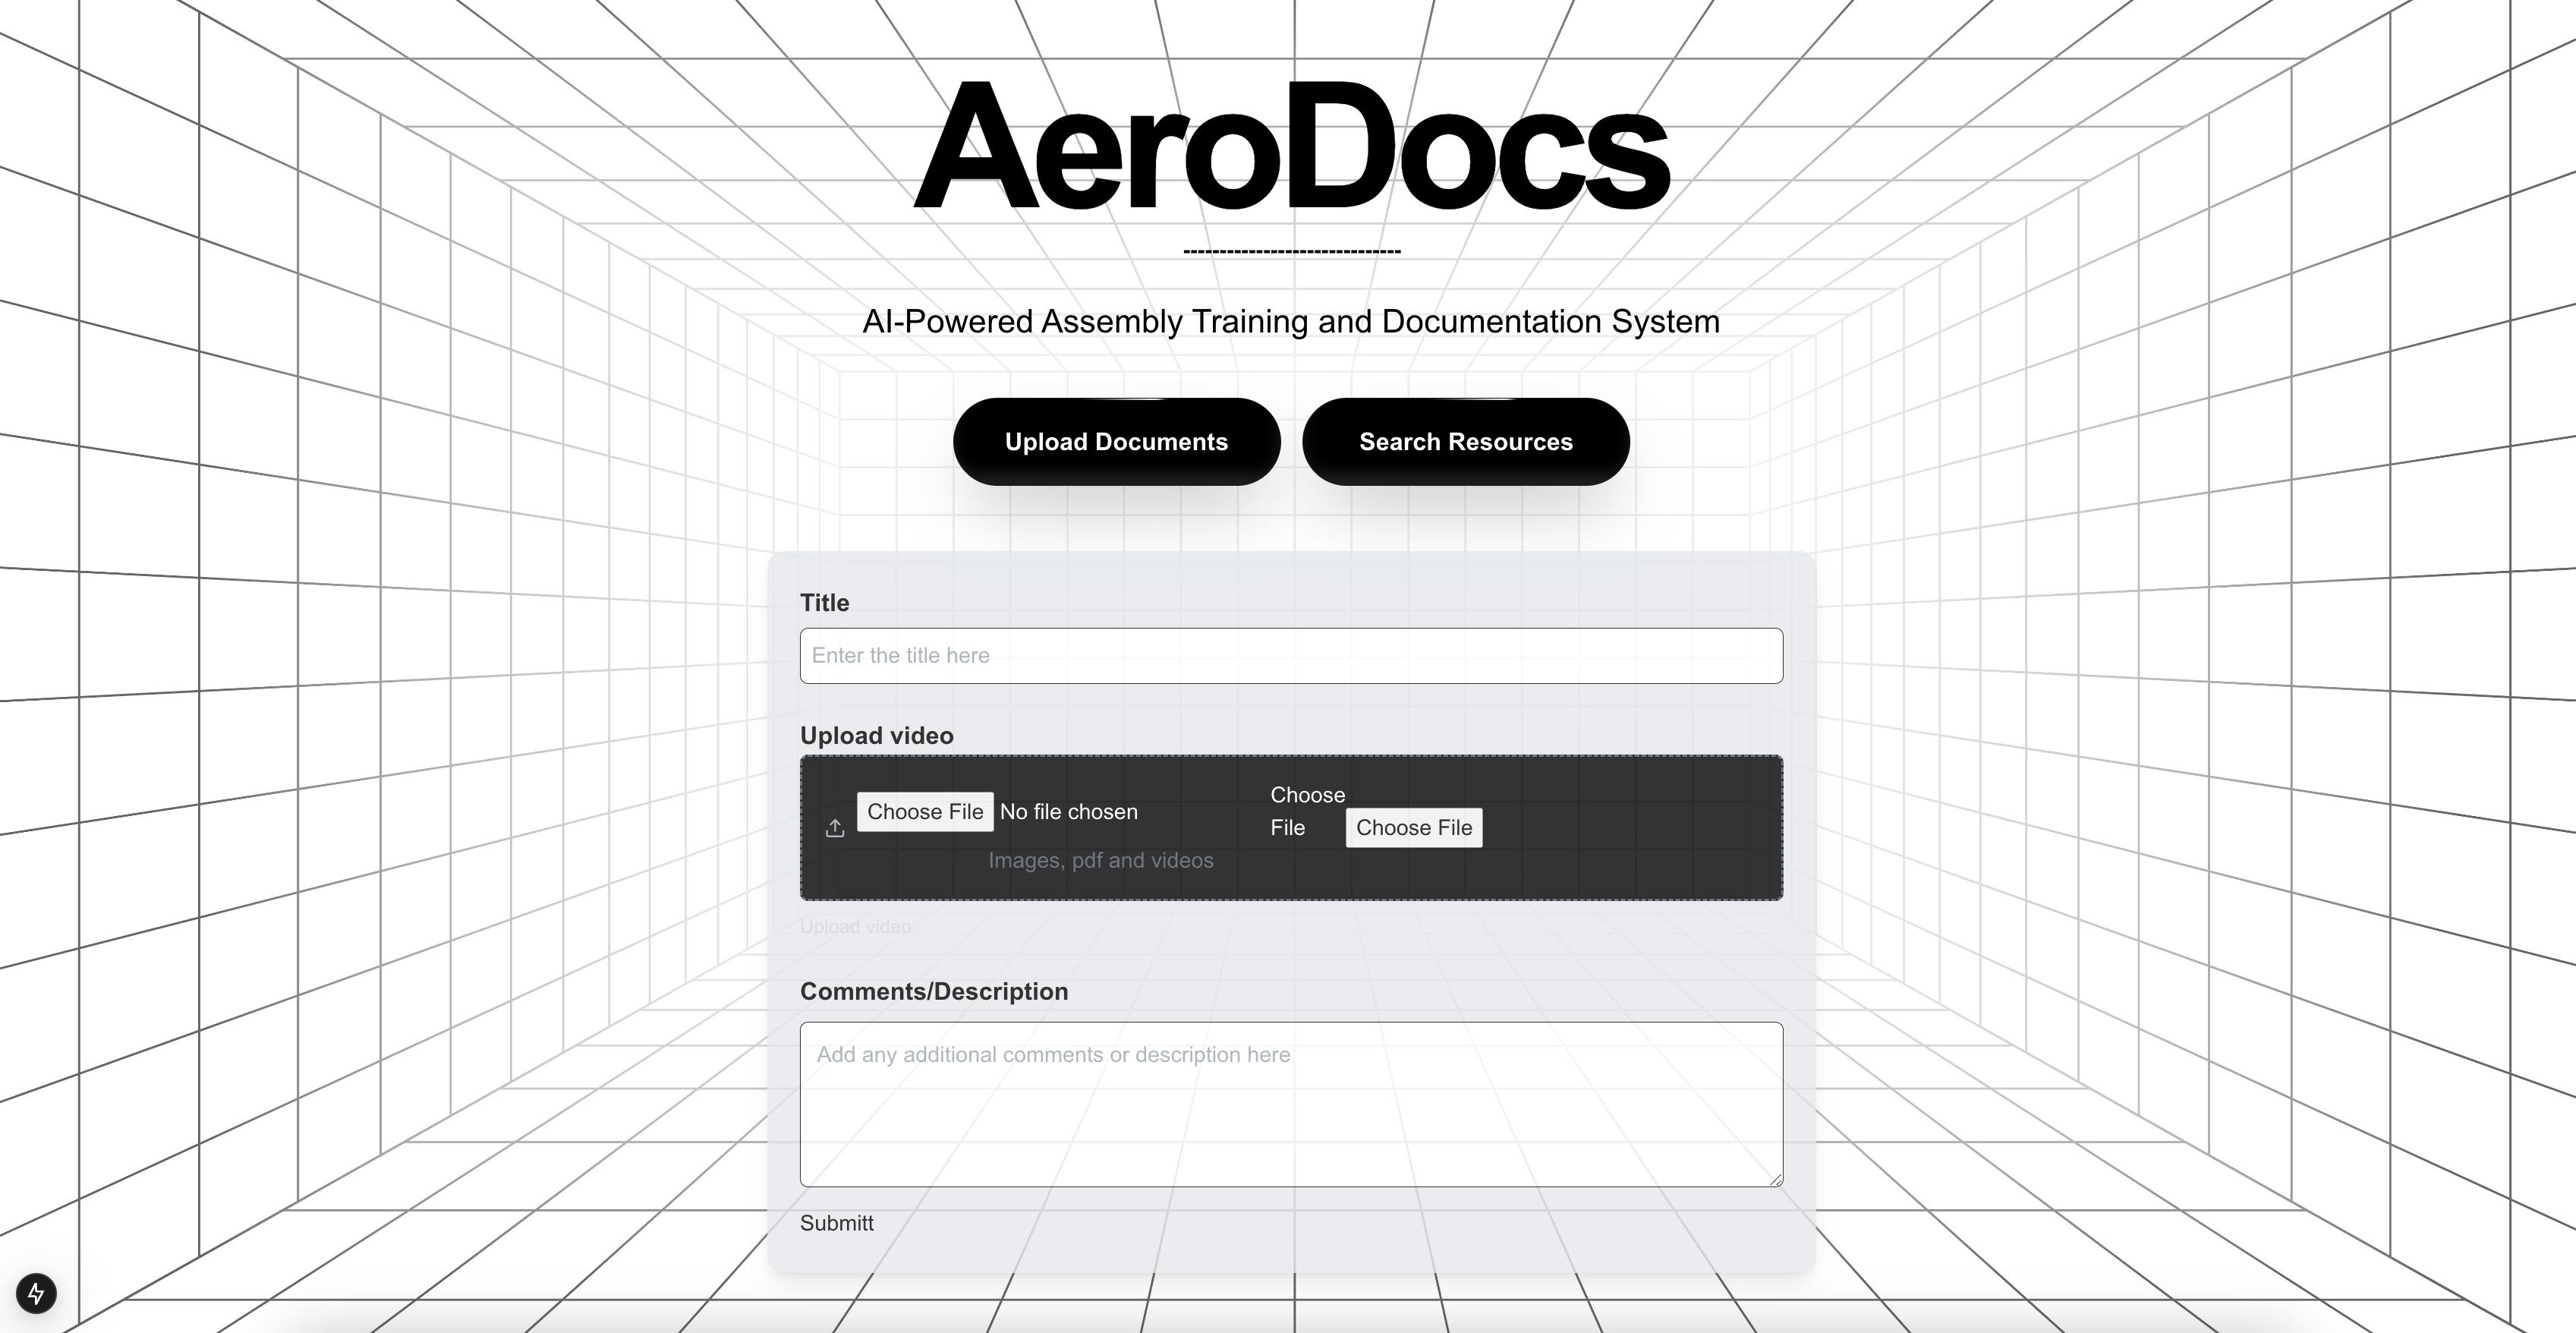 AeroDocs
------------------------------
AI-Powered Assembly Training and Documentation System
Upload Documents
Search Resources
Title
Enter the title here
Upload video
Choose File No file chosen
Images, pdf and videos
Choose
File
Choose File
Upload video
Comments/Description
Add any additional comments or description here
Submitt